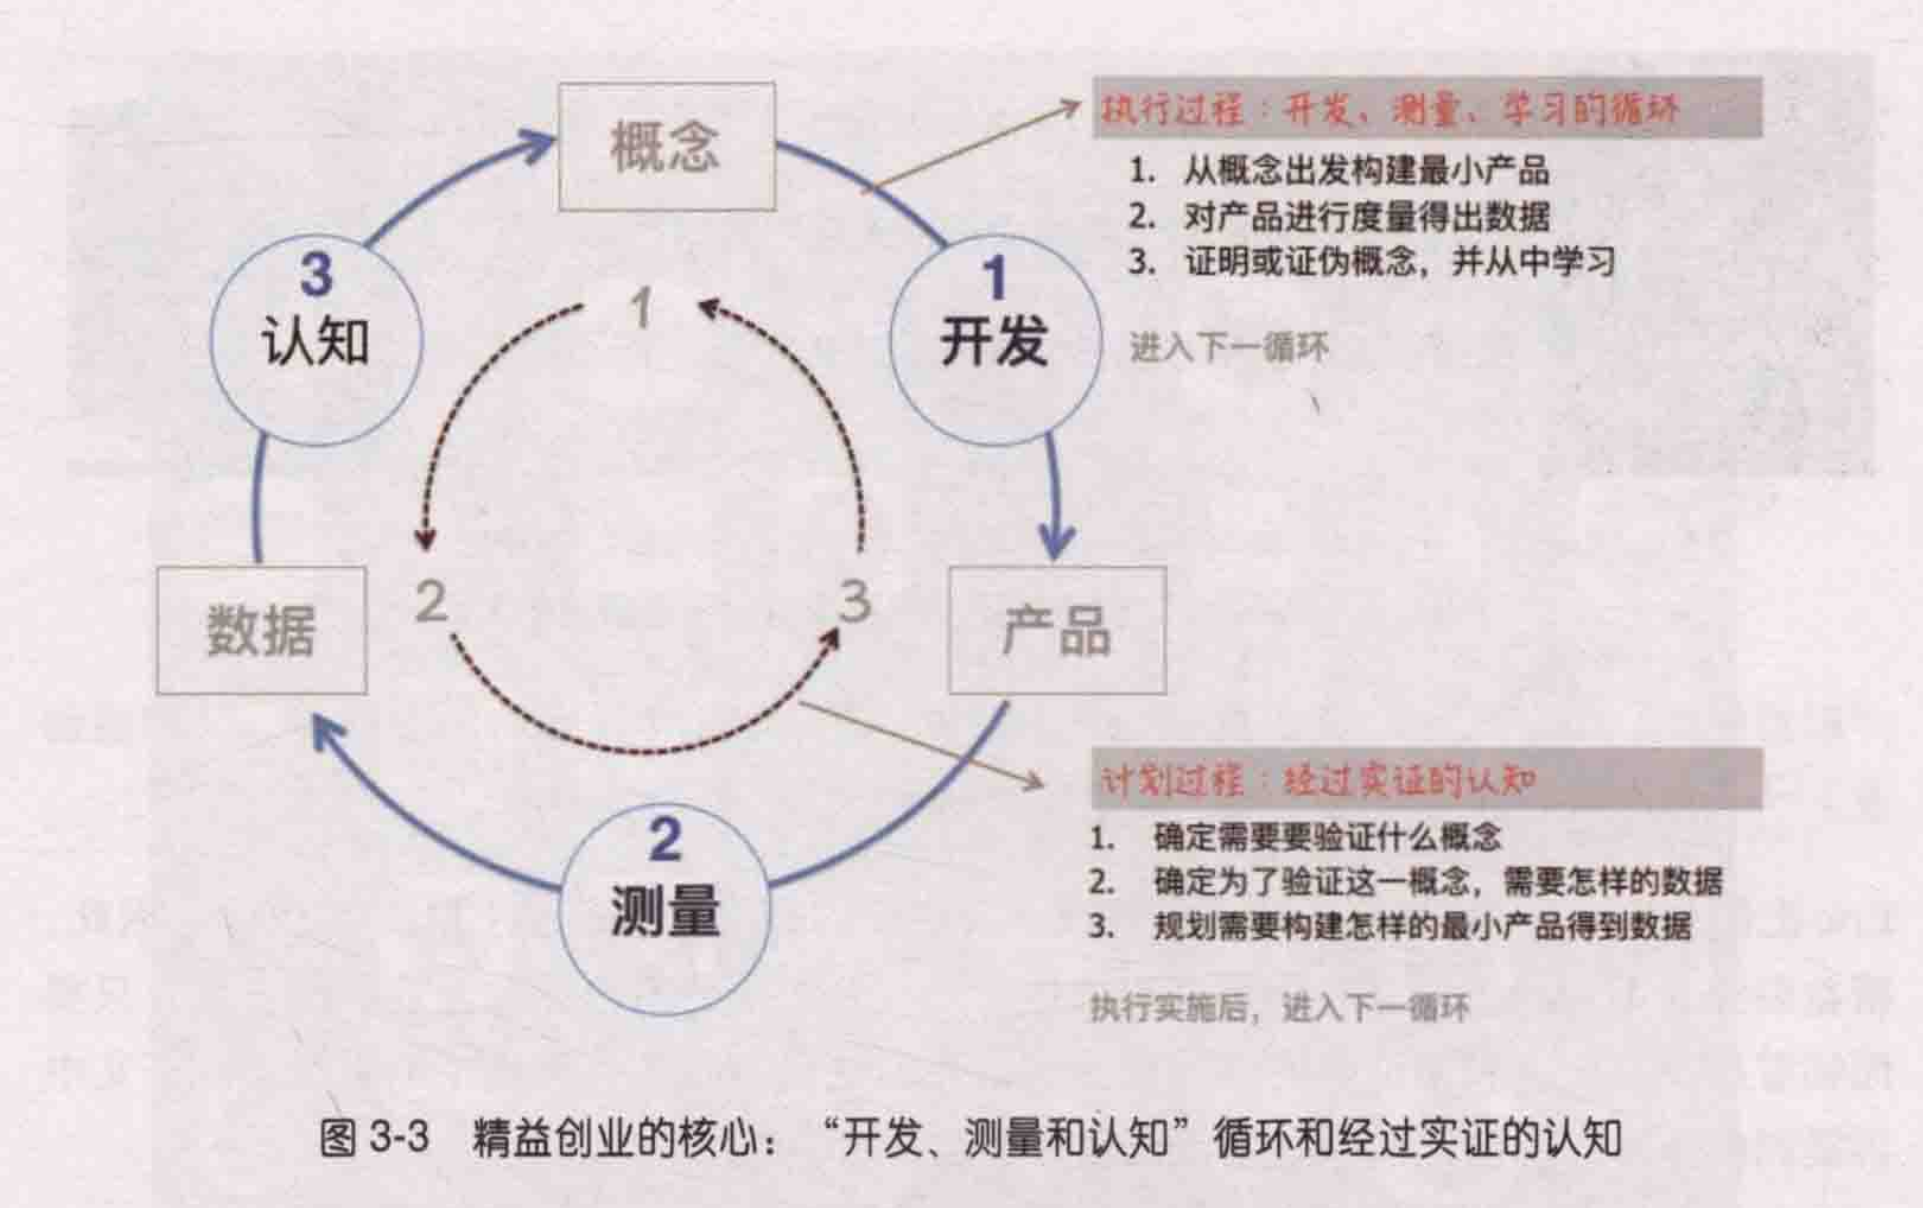 概念
执行过程：开发、测量、学习的循环
1. 从概念出发构建最小产品
2. 对产品进行度量得出数据
3. 证明或证伪概念，并从中学习
进入下一循环
3
认知
1
开发
1
2
3
数据
产品
2
测量
计划过程：经过实证的认知
1. 确定需要要验证什么概念
2. 确定为了验证这一概念，需要怎样的数据
3. 规划需要构建怎样的最小产品得到数据
执行实施后，进入下一循环
图 3-3 精益创业的核心：“开发、测量和认知”循环和经过实证的认知